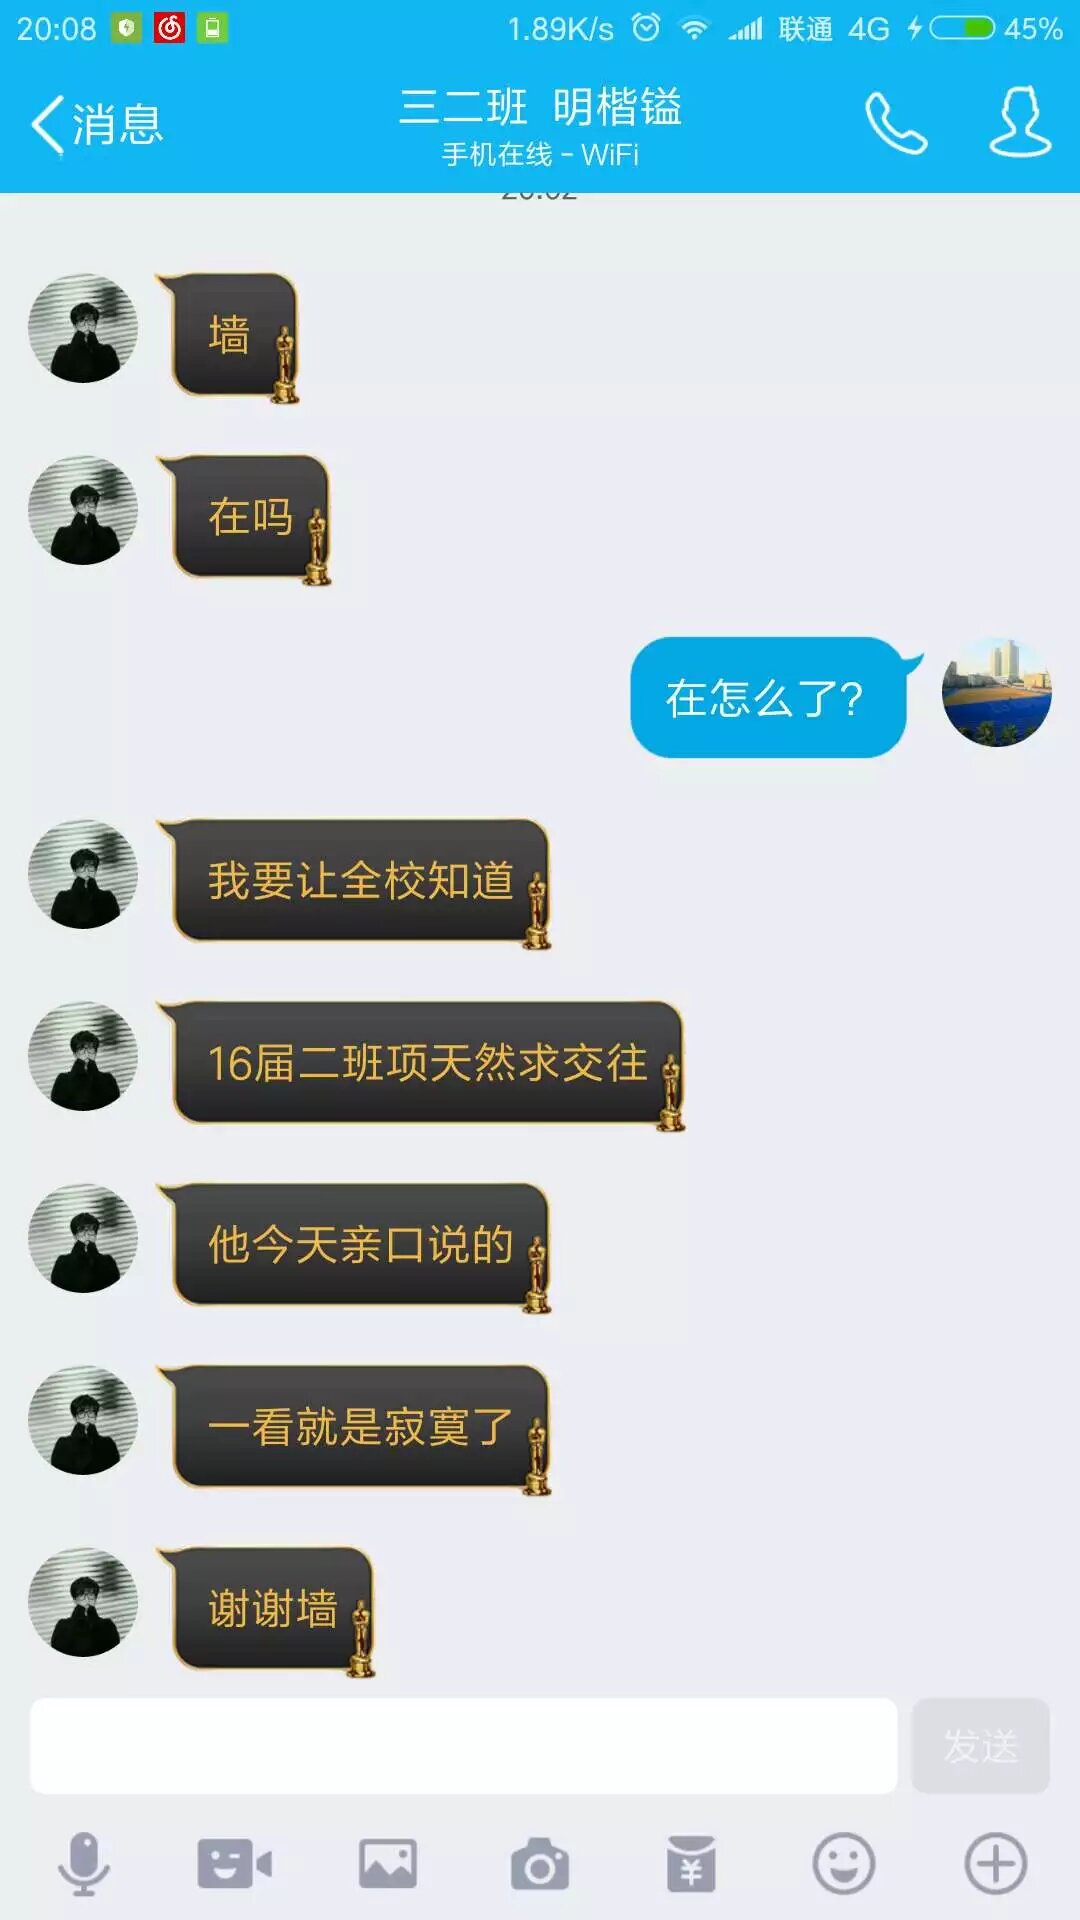 20:08 1.89K/s 联通 4G 45%
消息
三二班 明楷镒
手机在线 - WiFi
墙
在吗
在怎么了?
我要让全校知道
16届二班项天然求交往
他今天亲口说的
一看就是寂寞了
谢谢墙
发送